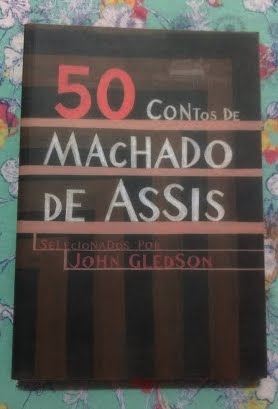 50 CONTOS DE
MACHADO
DE ASSIS
SELECIONADOS POR
JOHN GLEDSON